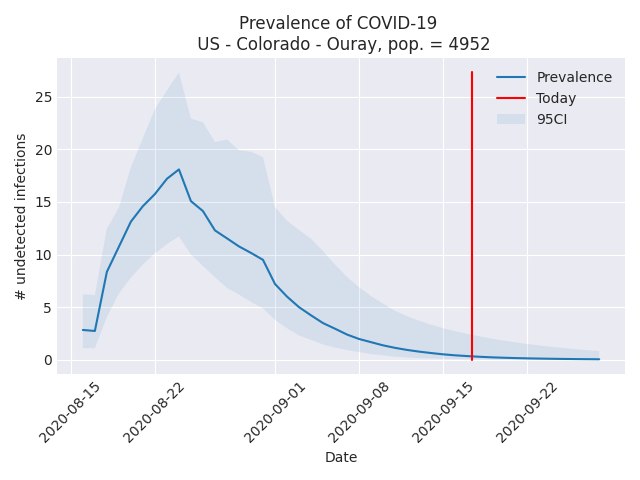 Prevalence of COVID-19
US - Colorado - Ouray, pop. = 4952
Prevalence
Today
95CI
# undetected infections
25
20
15
10
5
0
2020-08-15
2020-08-22
2020-09-01
2020-09-08
2020-09-15
2020-09-22
Date